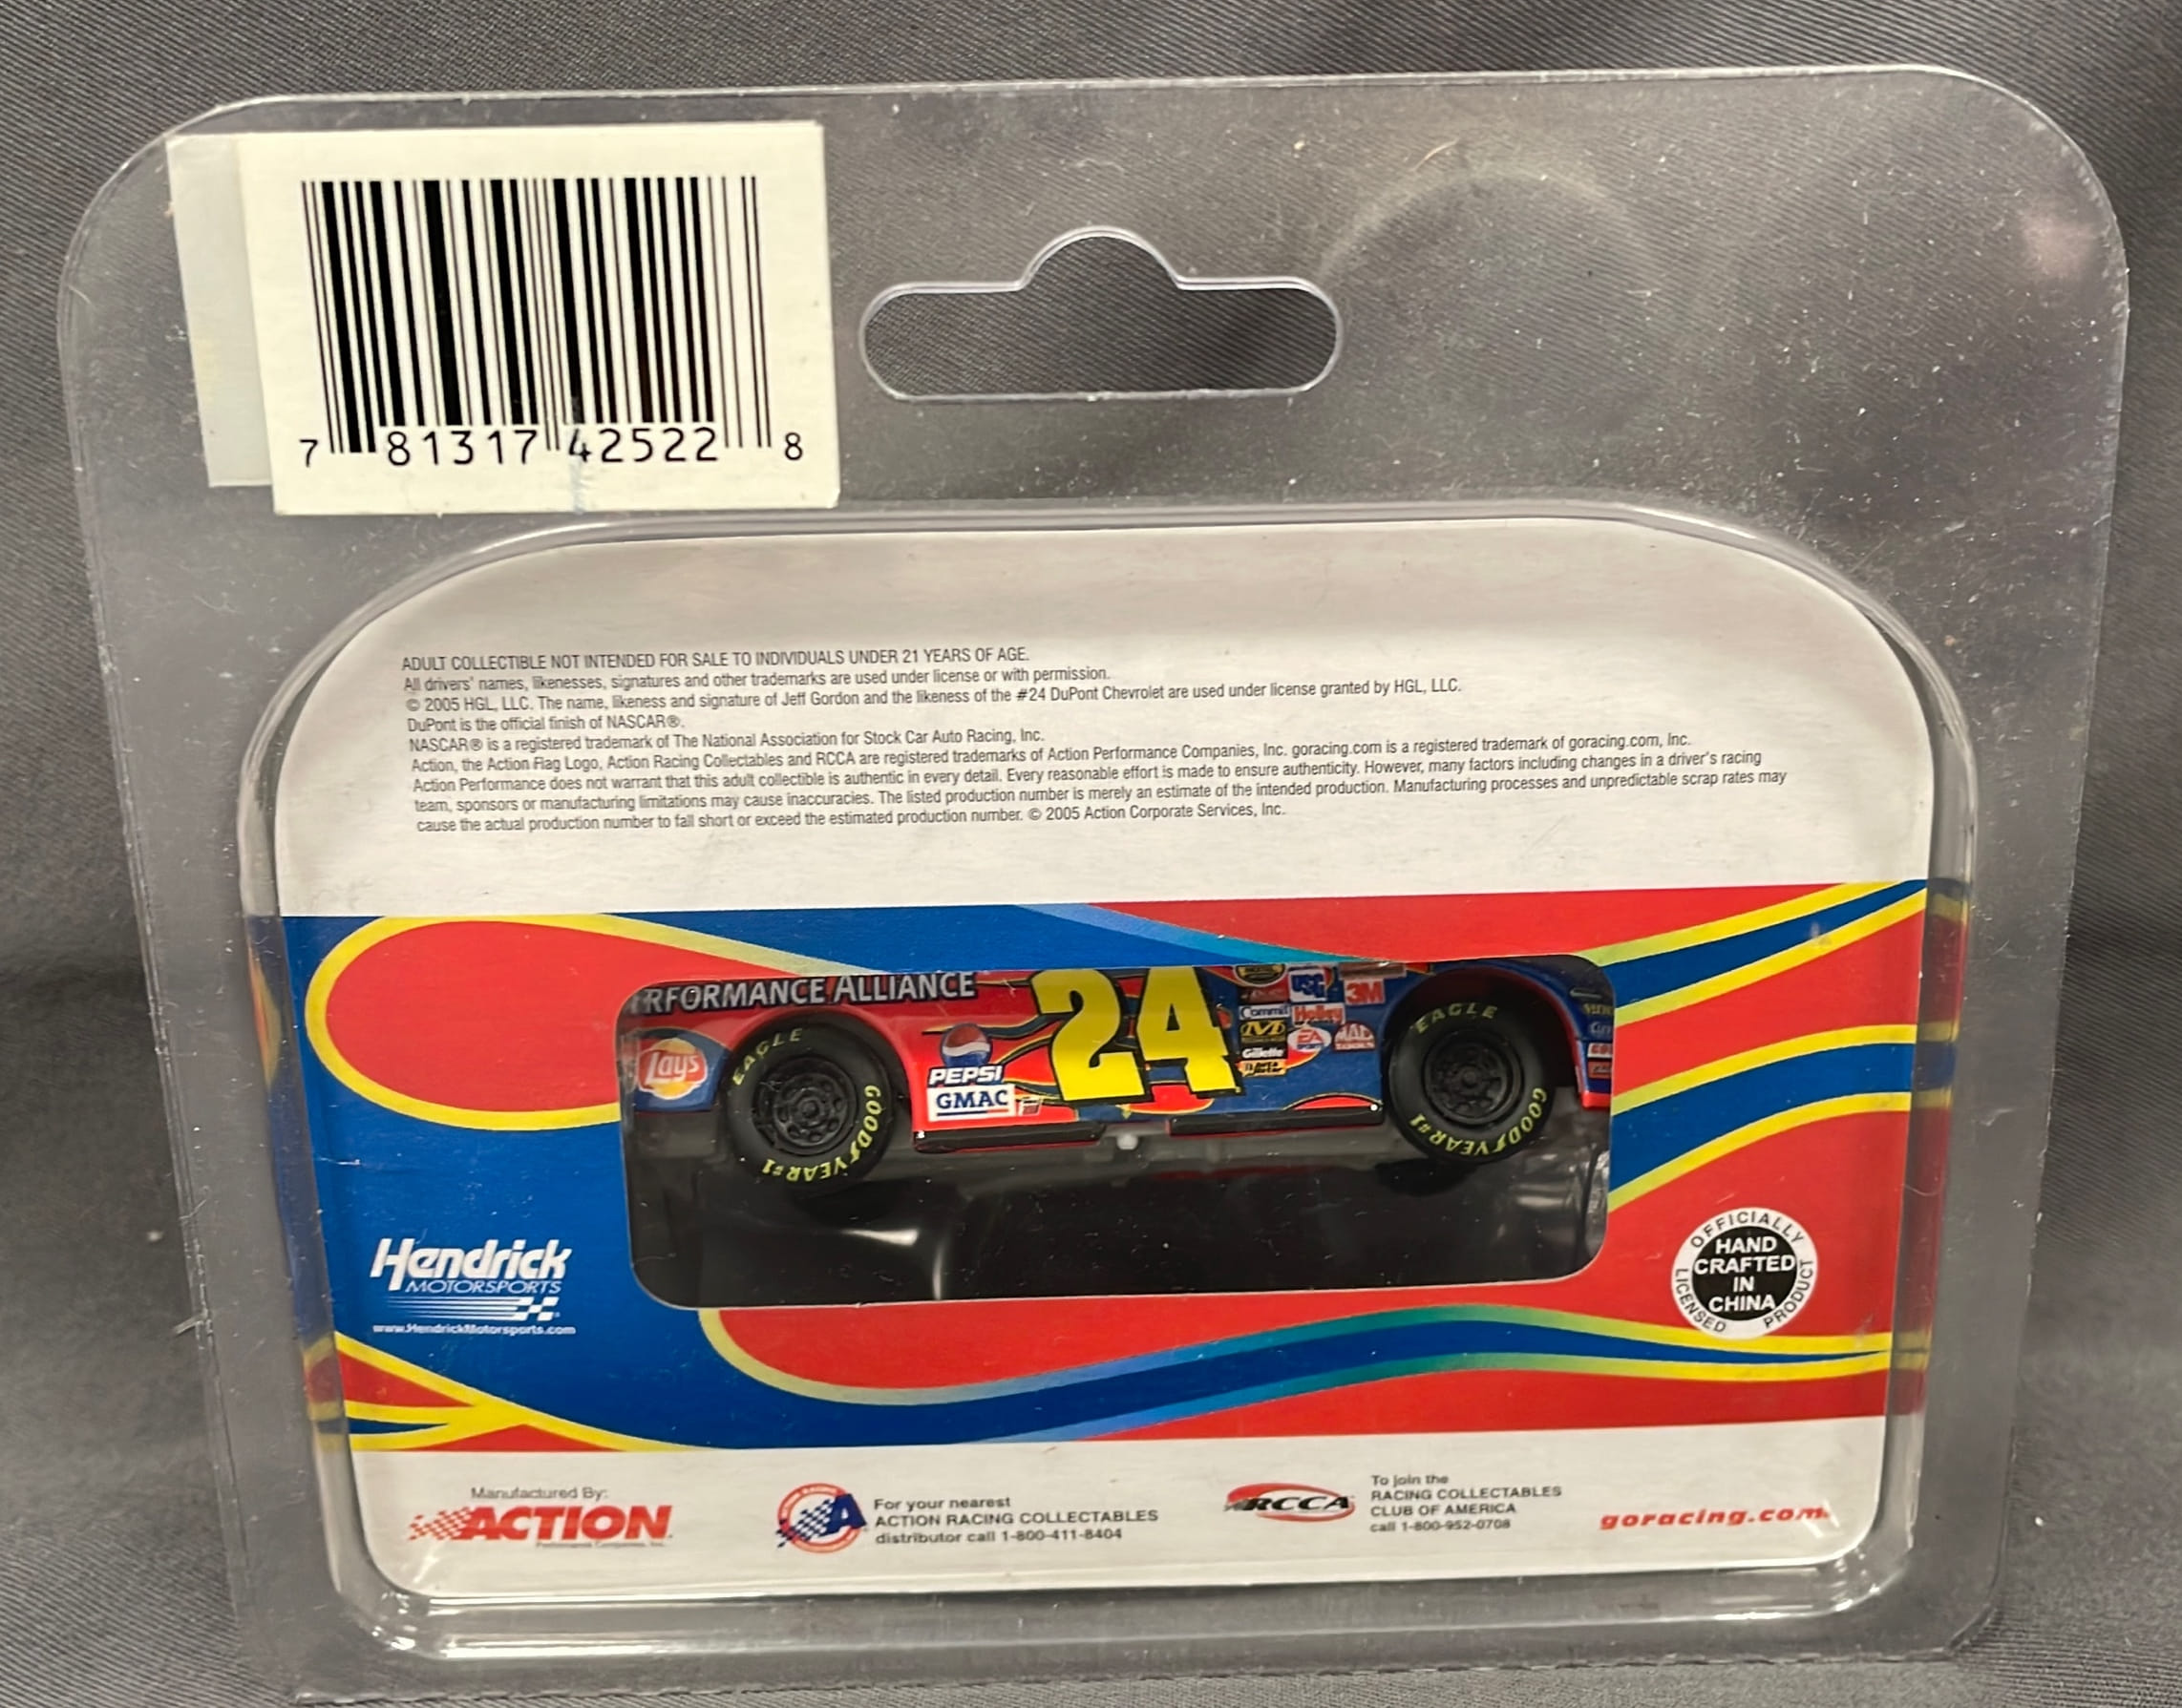 7 81317 42522 8
ADULT COLLECTIBLE NOT INTENDED FOR SALE TO INDIVIDUALS UNDER 21 YEARS OF AGE.
All drivers' names, likenesses, signatures and other trademarks are used under license or with permission.
© 2005 HGL, LLC. The name, likeness and signature of Jeff Gordon and the likeness of the #24 DuPont Chevrolet are used under license granted by HGL, LLC.
DuPont is the official finish of NASCAR®.
NASCAR® is a registered trademark of The National Association for Stock Car Auto Racing, Inc.
Action, the Action Flag Logo, Action Racing Collectables and RCCA are registered trademarks of Action Performance Companies, Inc. goracing.com is a registered trademark of goracing.com, Inc.
Action Performance does not warrant that this adult collectible is authentic in every detail. Every reasonable effort is made to ensure authenticity. However, many factors including changes in a driver's racing
team, sponsors or manufacturing limitations may cause inaccuracies. The listed production number is merely an estimate of the intended production. Manufacturing processes and unpredictable scrap rates may
cause the actual production number to fall short or exceed the estimated production number. © 2005 Action Corporate Services, Inc.
RFORMANCE ALLIANCE
24
USG
3M
Holley
EA
Gillette
Lays
PEPSI
GMAC
EAGLE
GOODYEAR #1
EAGLE
GOODYEAR #1
Hendrick
MOTORSPORTS
www.HendrickMotorsports.com
OFFICIALLY LICENSED PRODUCT
HAND
CRAFTED
IN
CHINA
Manufactured By:
ACTION
Performance Companies, Inc.
A
For your nearest
ACTION RACING COLLECTABLES
distributor call 1-800-411-8404
RCCA
To join the
RACING COLLECTABLES
CLUB OF AMERICA
call 1-800-952-0708
goracing.com